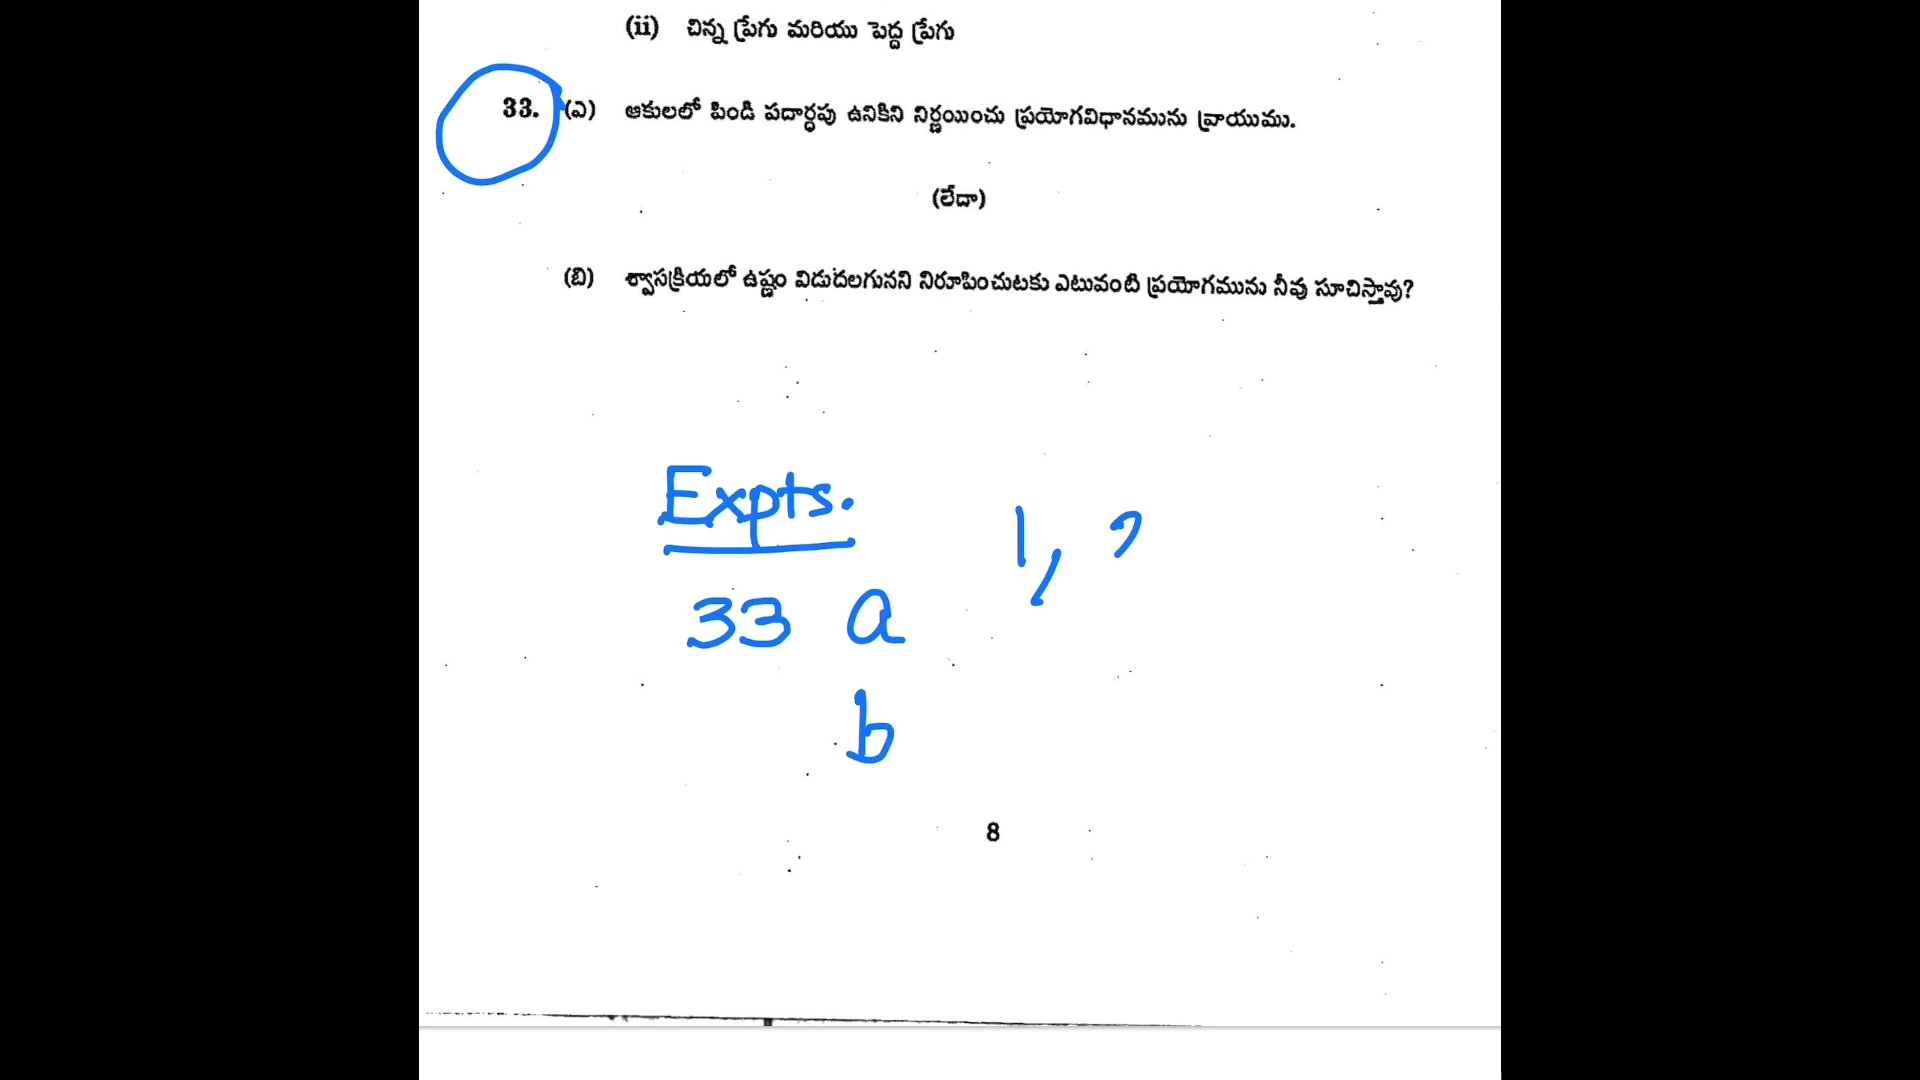 (ii) చిన్న ప్రేగు మరియు పెద్ద ప్రేగు
33. (ఎ) ఆకులలో పిండి పదార్థపు ఉనికిని నిర్ణయించు ప్రయోగవిధానమును వ్రాయుము.
(లేదా)
(బి) శ్వాసక్రియలో ఉష్ణం విడుదలగునని నిరూపించుటకు ఎటువంటి ప్రయోగమును నీవు సూచిస్తావు?
Expts.
1, 2
33 a
b
8